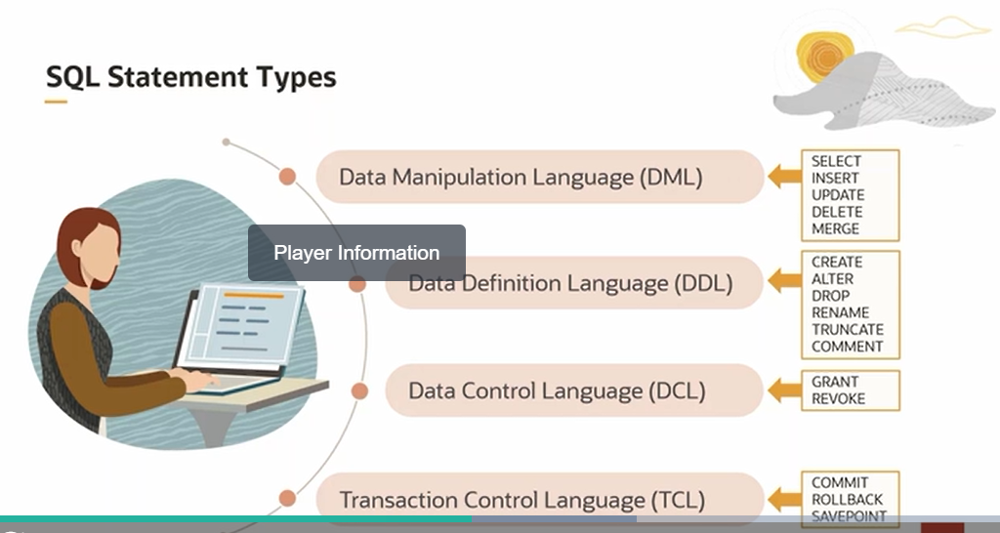 SQL Statement Types
Data Manipulation Language (DML)
SELECT
INSERT
UPDATE
DELETE
MERGE
Player Information
Data Definition Language (DDL)
CREATE
ALTER
DROP
RENAME
TRUNCATE
COMMENT
Data Control Language (DCL)
GRANT
REVOKE
Transaction Control Language (TCL)
COMMIT
ROLLBACK
SAVEPOINT